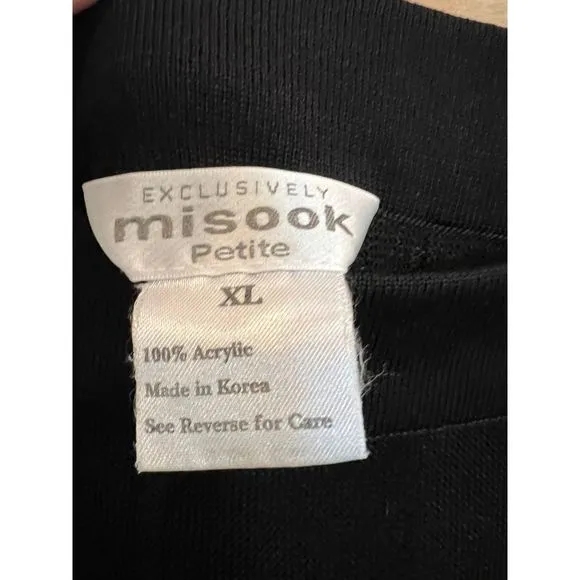 EXCLUSIVELY
misook
Petite
XL
100% Acrylic
Made in Korea
See Reverse for Care